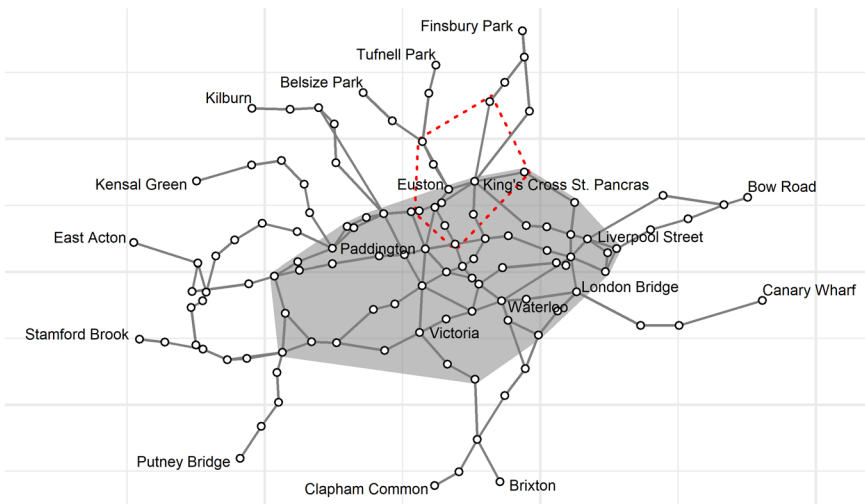 Finsbury Park
Tufnell Park
Belsize Park
Kilburn
Kensal Green
Euston
King's Cross St. Pancras
Bow Road
East Acton
Paddington
Liverpool Street
London Bridge
Canary Wharf
Waterloo
Stamford Brook
Victoria
Putney Bridge
Clapham Common
Brixton